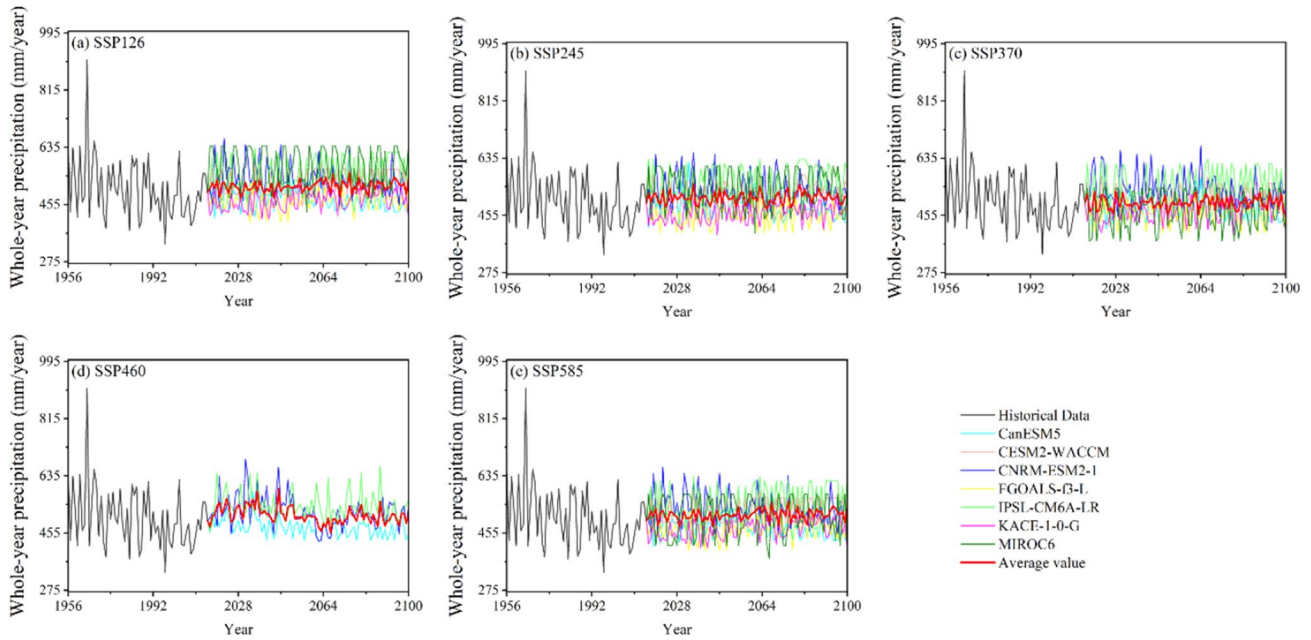 (a) SSP126
Whole-year precipitation (mm/year)
995
815
635
455
275
1956
1992
2028
2064
2100
Year
(b) SSP245
Whole-year precipitation (mm/year)
995
815
635
455
275
1956
1992
2028
2064
2100
Year
(c) SSP370
Whole-year precipitation (mm/year)
995
815
635
455
275
1956
1992
2028
2064
2100
Year
(d) SSP460
Whole-year precipitation (mm/year)
995
815
635
455
275
1956
1992
2028
2064
2100
Year
(e) SSP585
Whole-year precipitation (mm/year)
995
815
635
455
275
1956
1992
2028
2064
2100
Year
Historical Data
CanESM5
CESM2-WACCM
CNRM-ESM2-1
FGOALS-f3-L
IPSL-CM6A-LR
KACE-1-0-G
MIROC6
Average value